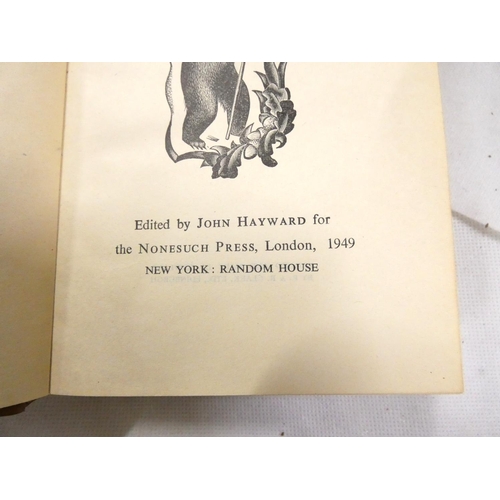 Edited by JOHN HAYWARD for
the NONESUCH PRESS, London, 1949
NEW YORK: RANDOM HOUSE